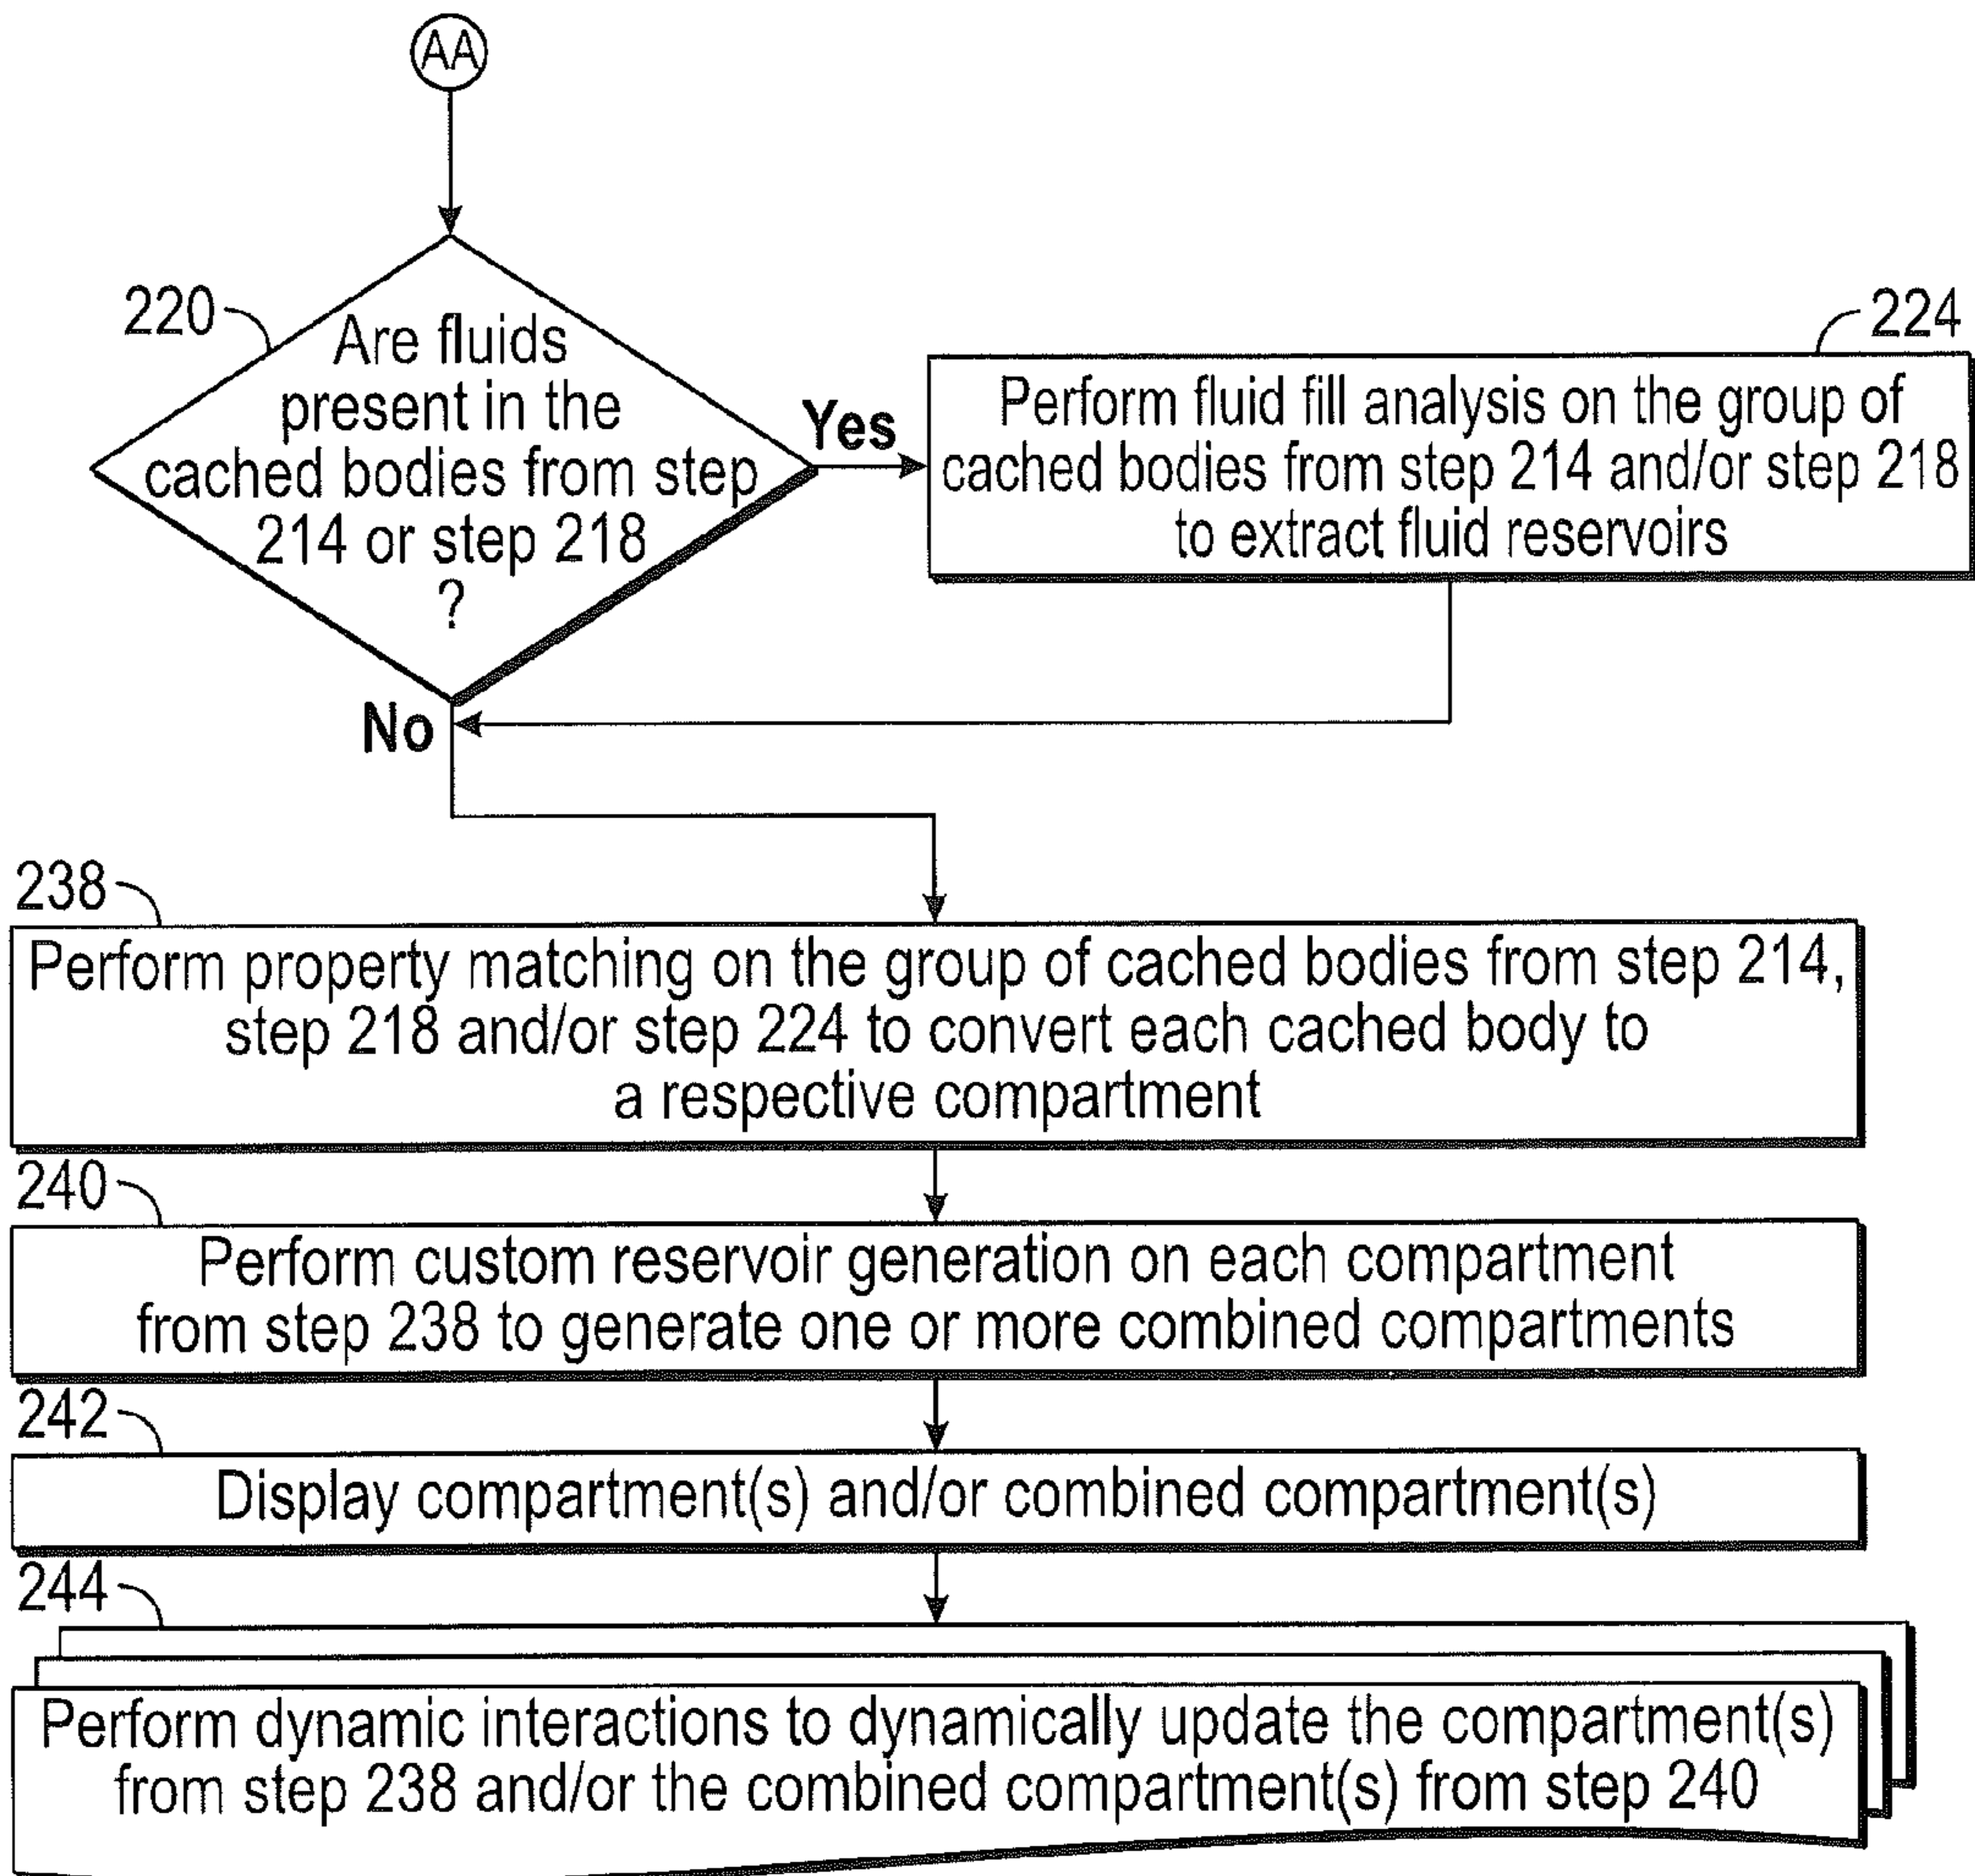 AA
220
Are fluids
present in the
cached bodies from step
214 or step 218
?
Yes
224
Perform fluid fill analysis on the group of
cached bodies from step 214 and/or step 218
to extract fluid reservoirs
No
238
Perform property matching on the group of cached bodies from step 214,
step 218 and/or step 224 to convert each cached body to
a respective compartment
240
Perform custom reservoir generation on each compartment
from step 238 to generate one or more combined compartments
242
Display compartment(s) and/or combined compartment(s)
244
Perform dynamic interactions to dynamically update the compartment(s)
from step 238 and/or the combined compartment(s) from step 240